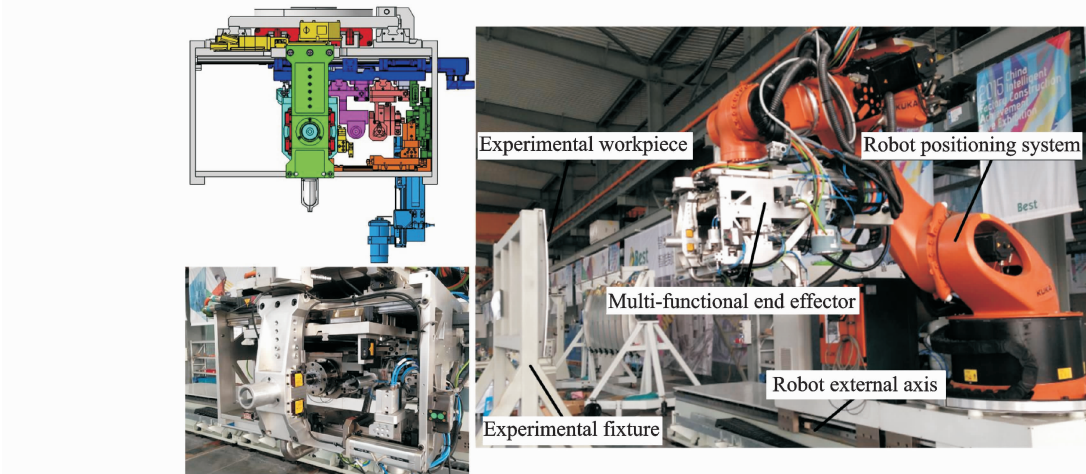 Experimental workpiece
Robot positioning system
Multi-functional end effector
Robot external axis
Experimental fixture
2015 China
Intelligent
KUKA
KUKA
Best
Best